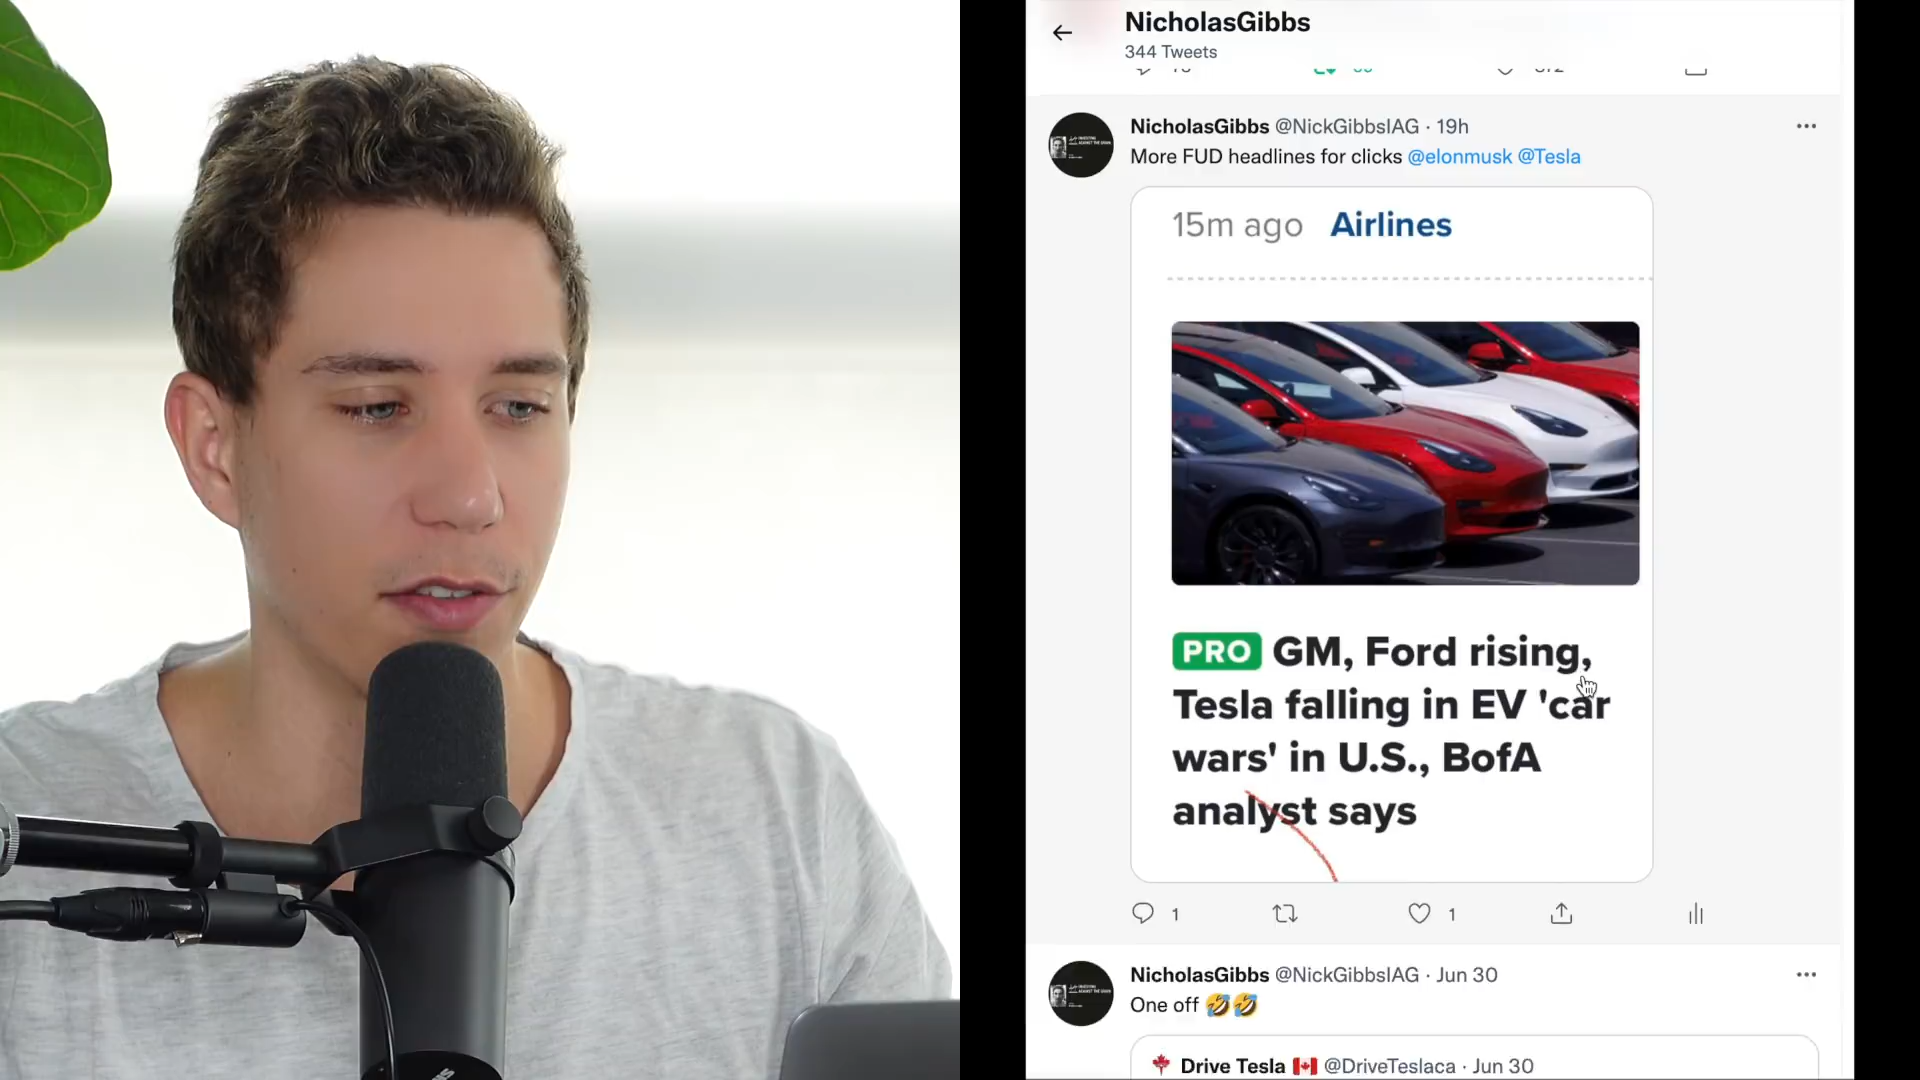 NicholasGibbs
344 Tweets
NicholasGibbs @NickGibbsIAG · 19h
More FUD headlines for clicks @elonmusk @Tesla
15m ago Airlines
PRO GM, Ford rising,
Tesla falling in EV 'car
wars' in U.S., BofA
analyst says
1 1
NicholasGibbs @NickGibbsIAG · Jun 30
One off 🤣🤣
Drive Tesla 🇨🇦 @DriveTeslaca · Jun 30